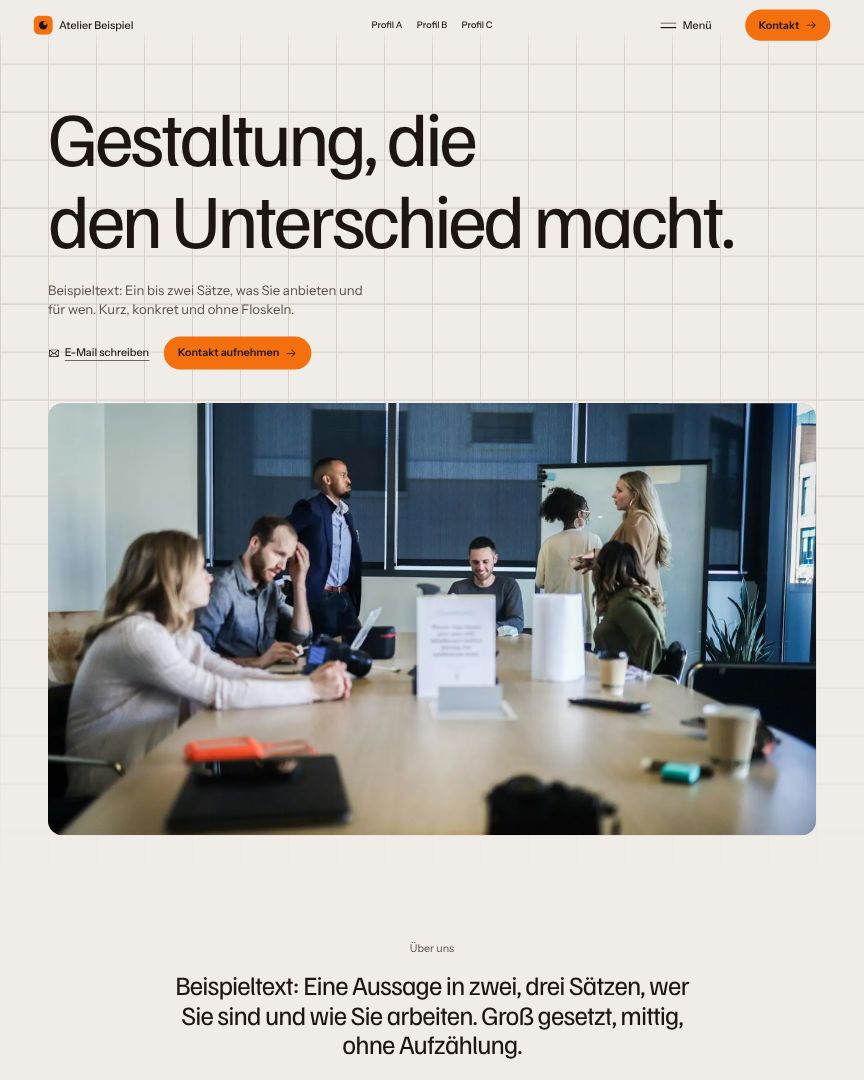 Atelier Beispiel
Profil A Profil B Profil C
Menü
Kontakt
Gestaltung, die
den Unterschied macht.
Beispieltext: Ein bis zwei Sätze, was Sie anbieten und
für wen. Kurz, konkret und ohne Floskeln.
E-Mail schreiben
Kontakt aufnehmen
Über uns
Beispieltext: Eine Aussage in zwei, drei Sätzen, wer
Sie sind und wie Sie arbeiten. Groß gesetzt, mittig,
ohne Aufzählung.